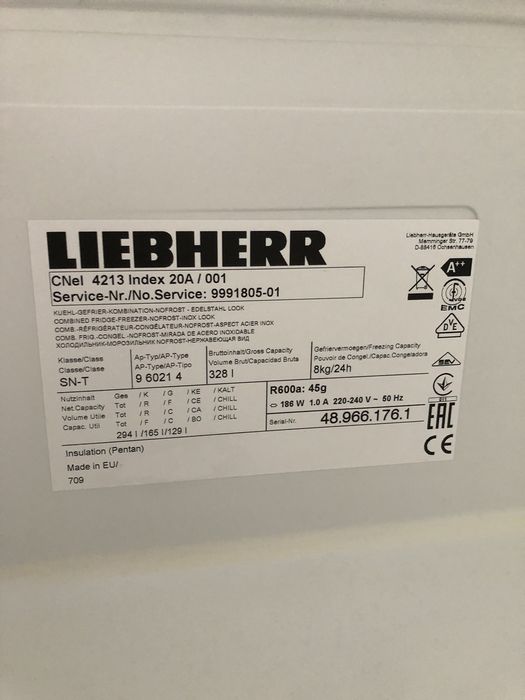 LIEBHERR
Liebherr-Hausgeräte GmbH
Memminger Str. 77-79
D-88416 Ochsenhausen
A++
CNel 4213 Index 20A / 001
Service-Nr./No.Service: 9991805-01
EMC
KUEHL-GEFRIER-KOMBINATION-NOFROST - EDELSTAHL LOOK
COMBINED FRIDGE-FREEZER-NOFROST-INOX LOOK
COMB.-RÉFRIGÉRATEUR-CONGÉLATEUR-NOFROST-ASPECT ACIER INOX
COMB. FRIG.-CONGEL.-NOFROST-MIRADA DE ACERO INOXIDABLE
ХОЛОДИЛЬНИК-МОРОЗИЛЬНИК NOFROST-НЕРЖАВЕЮЩИЙ ВИД
Klasse/Class
Classe/Clase
SN-T
Ap-Typ/AP-Type
AP-Type/AP-Tipo
9 6021 4
Bruttoinhalt/Gross Capacity
Volume Brut/Capacidad Bruta
328 l
Gefriervermoegen/Freezing Capacity
Pouvoir de Congel./Capac.Congeladora
8kg/24h
Nutzinhalt Ges / K / G / KE / KALT
Net.Capacity Tot / R / F / CE / CHILL
Volume Utile Tot / R / C / CA / CHILL
Capac. Util Tot / F / C / BO / CHILL
294 l /165 l/129 l
R600a: 45g
186 W 1.0 A 220-240 V ~ 50 Hz
Serial-Nr. 48.966.176.1
EAC
CE
Insulation (Pentan)
Made in EU/
709